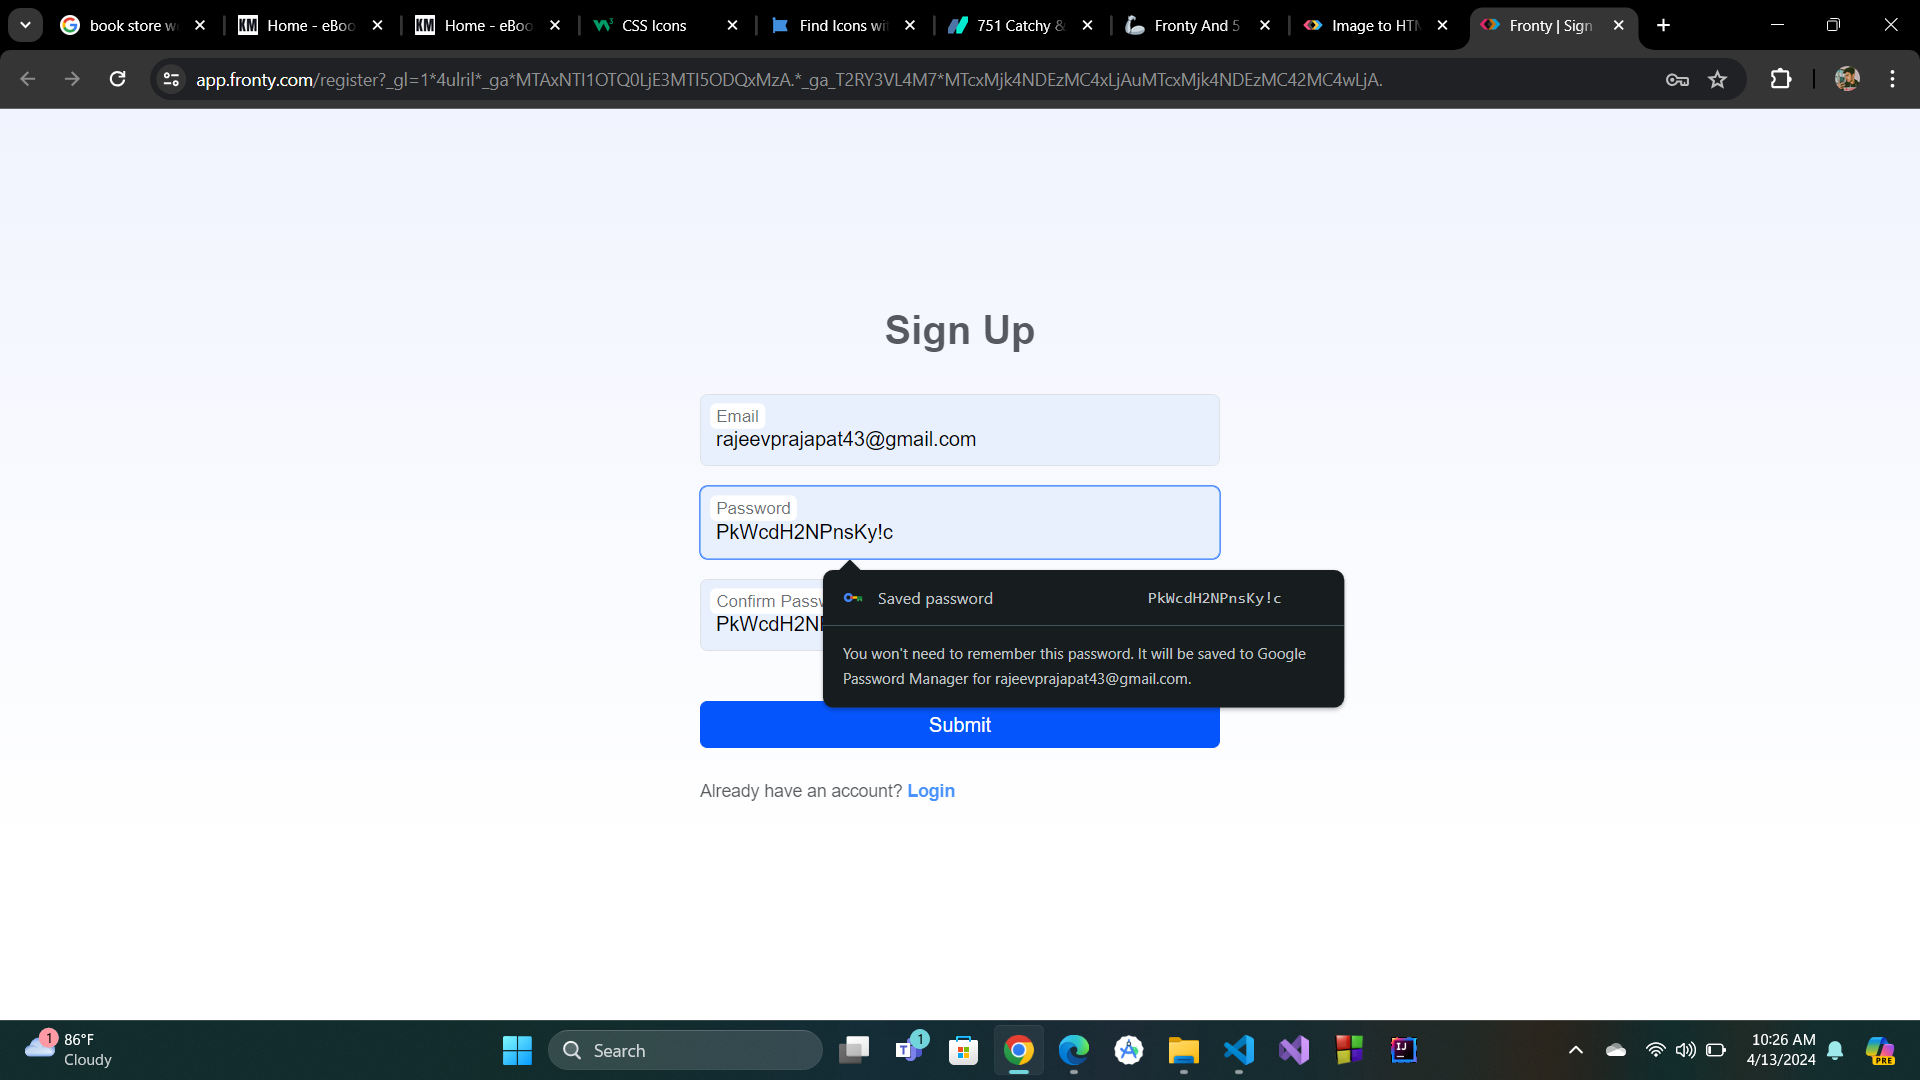 book store w
Home - eBoo
Home - eBoo
CSS Icons
Find Icons wi
751 Catchy &
Fronty And 5
Image to HTM
Fronty | Sign
app.fronty.com/register?_gl=1*4ulril*_ga*MTAxNTI1OTQ0LjE3MTI5ODQxMzA.*_ga_T2RY3VL4M7*MTcxMjk4NDEzMC4xLjAuMTcxMjk4NDEzMC42MC4wLjA.
Sign Up
Email
rajeevprajapat43@gmail.com
Password
PkWcdH2NPnsKy!c
Saved password PkWcdH2NPnsKy!c
Confirm Passw
PkWcdH2NP
You won't need to remember this password. It will be saved to Google
Password Manager for rajeevprajapat43@gmail.com.
Submit
Already have an account? Login
1
86°F
Cloudy
Search
1
10:26 AM
4/13/2024
PRE